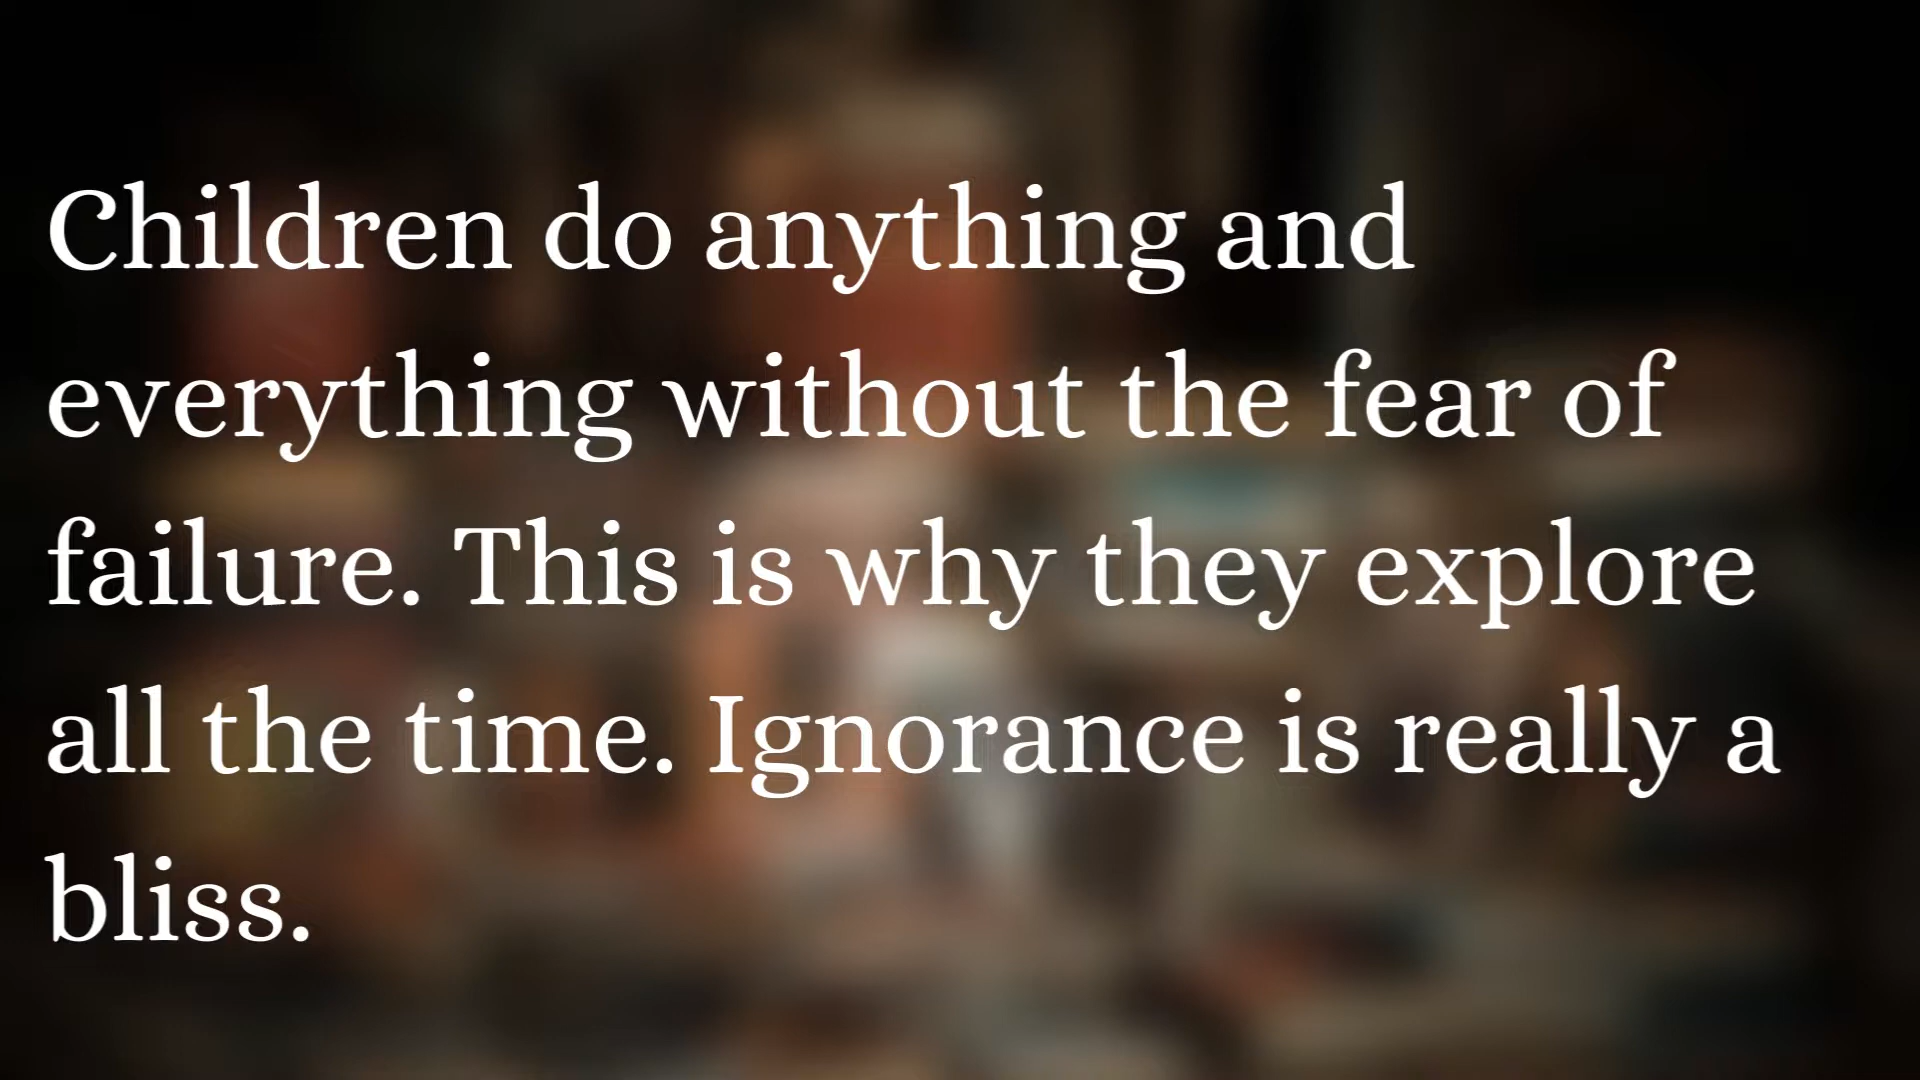 Children do anything and
everything without the fear of
failure. This is why they explore
all the time. Ignorance is really a
bliss.